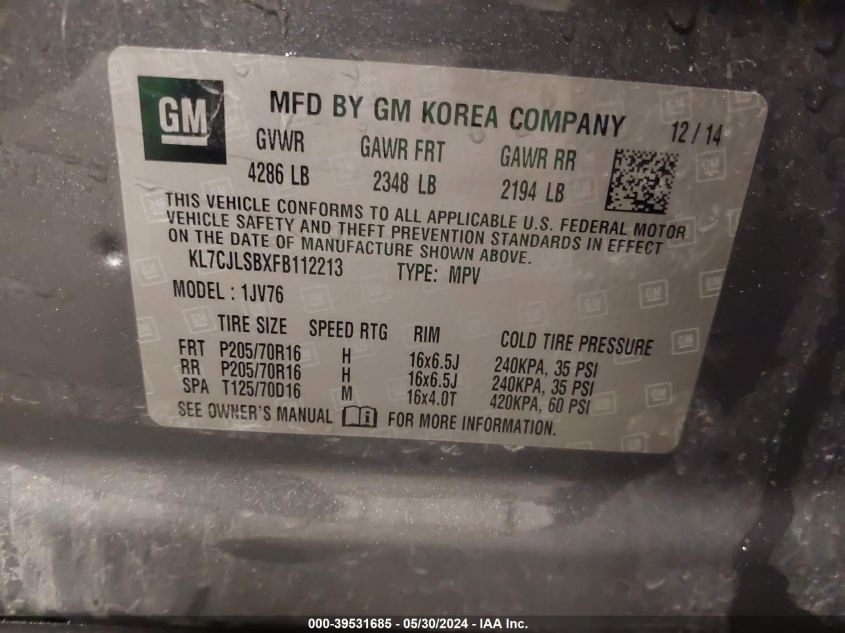 GM
MFD BY GM KOREA COMPANY 12/14
GVWR GAWR FRT GAWR RR
4286 LB 2348 LB 2194 LB
THIS VEHICLE CONFORMS TO ALL APPLICABLE U.S. FEDERAL MOTOR
VEHICLE SAFETY AND THEFT PREVENTION STANDARDS IN EFFECT
ON THE DATE OF MANUFACTURE SHOWN ABOVE.
KL7CJLSBXFB112213 TYPE: MPV
MODEL : 1JV76
TIRE SIZE SPEED RTG RIM COLD TIRE PRESSURE
FRT P205/70R16 H 16x6.5J 240KPA, 35 PSI
RR P205/70R16 H 16x6.5J 240KPA, 35 PSI
SPA T125/70D16 M 16x4.0T 420KPA, 60 PSI
SEE OWNER'S MANUAL i FOR MORE INFORMATION.
000-39531685 - 05/30/2024 - IAA Inc.